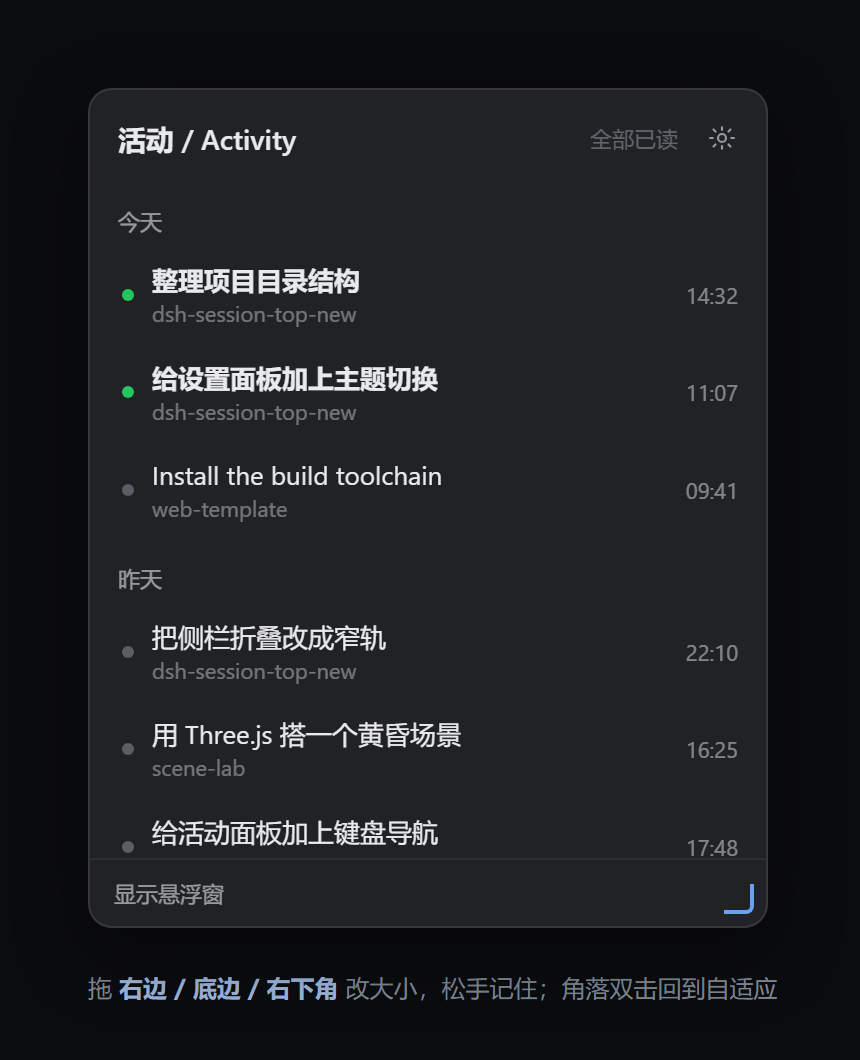 活动 / Activity 全部已读
今天
整理项目目录结构
dsh-session-top-new
14:32
给设置面板加上主题切换
dsh-session-top-new
11:07
Install the build toolchain
web-template
09:41
昨天
把侧栏折叠改成窄轨
dsh-session-top-new
22:10
用 Three.js 搭一个黄昏场景
scene-lab
16:25
给活动面板加上键盘导航
17:48
显示悬浮窗
拖 右边 / 底边 / 右下角 改大小，松手记住；角落双击回到自适应